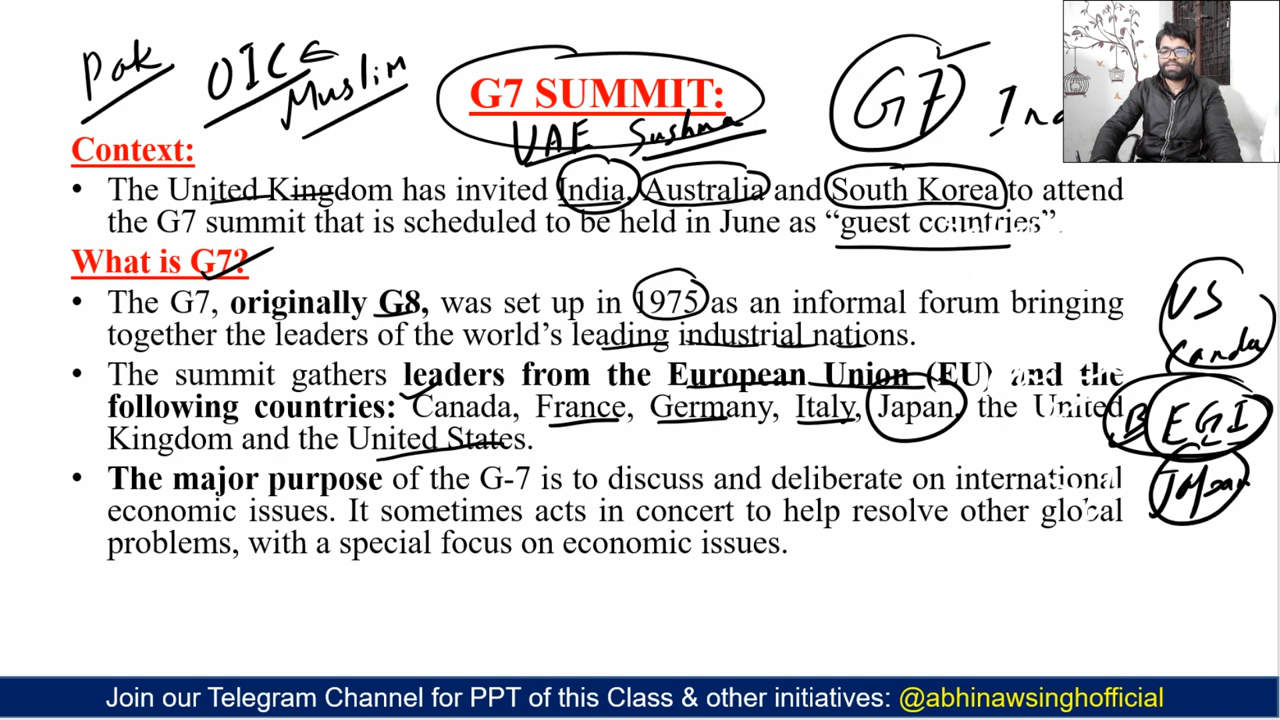 Pak OIC Muslim
G7 SUMMIT:
G7
UAE Sushma
Context:
• The United Kingdom has invited India, Australia and South Korea to attend
the G7 summit that is scheduled to be held in June as “guest countries”.
What is G7?
• The G7, originally G8, was set up in 1975 as an informal forum bringing
together the leaders of the world’s leading industrial nations.
US
• The summit gathers leaders from the European Union (EU) and the
following countries: Canada, France, Germany, Italy, Japan, the United
Kingdom and the United States.
B
Japan
• The major purpose of the G-7 is to discuss and deliberate on international
economic issues. It sometimes acts in concert to help resolve other global
problems, with a special focus on economic issues.
Join our Telegram Channel for PPT of this Class & other initiatives: @abhinawsinghofficial